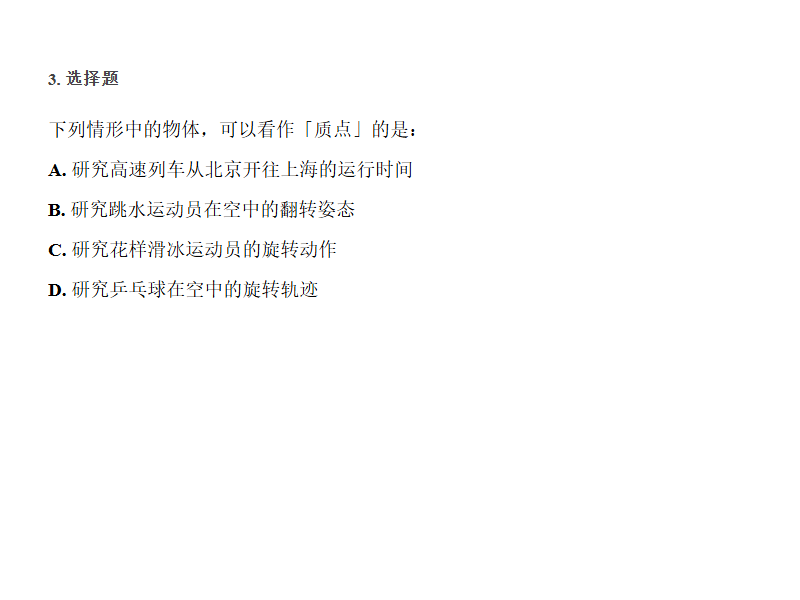 3. 选择题
下列情形中的物体，可以看作「质点」的是：
A. 研究高速列车从北京开往上海的运行时间
B. 研究跳水运动员在空中的翻转姿态
C. 研究花样滑冰运动员的旋转动作
D. 研究乒乓球在空中的旋转轨迹